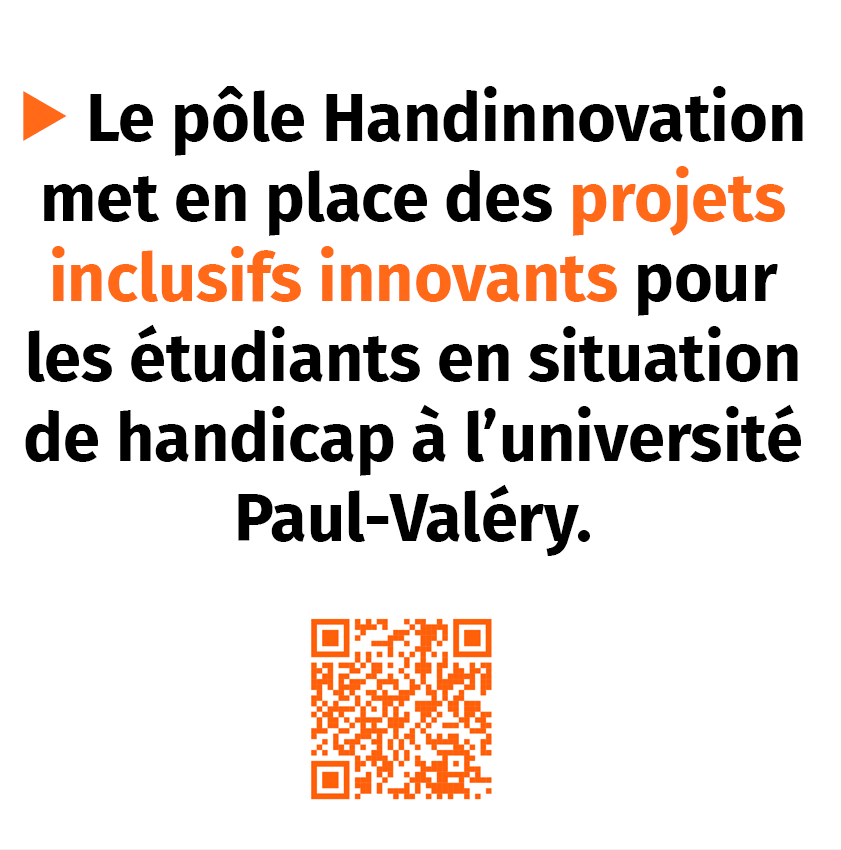 Le pôle Handinnovation
met en place des projets
inclusifs innovants pour
les étudiants en situation
de handicap à l’université
Paul-Valéry.